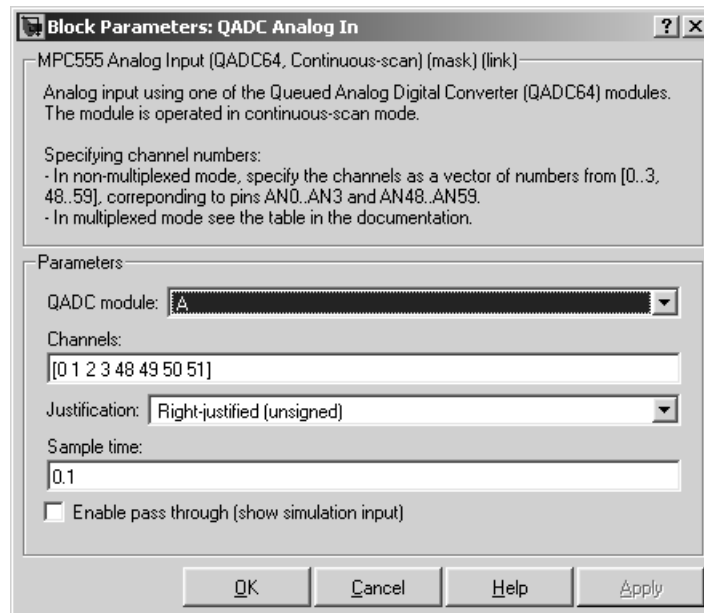 Block Parameters: QADC Analog In
MPC555 Analog Input (QADC64, Continuous-scan) (mask) (link)
Analog input using one of the Queued Analog Digital Converter (QADC64) modules.
The module is operated in continuous-scan mode.
Specifying channel numbers:
- In non-multiplexed mode, specify the channels as a vector of numbers from [0..3,
48..59], correponding to pins AN0..AN3 and AN48..AN59.
- In multiplexed mode see the table in the documentation.
Parameters
QADC module: A
Channels:
[0 1 2 3 48 49 50 51]
Justification: Right-justified (unsigned)
Sample time:
0.1
Enable pass through (show simulation input)
OK Cancel Help Apply